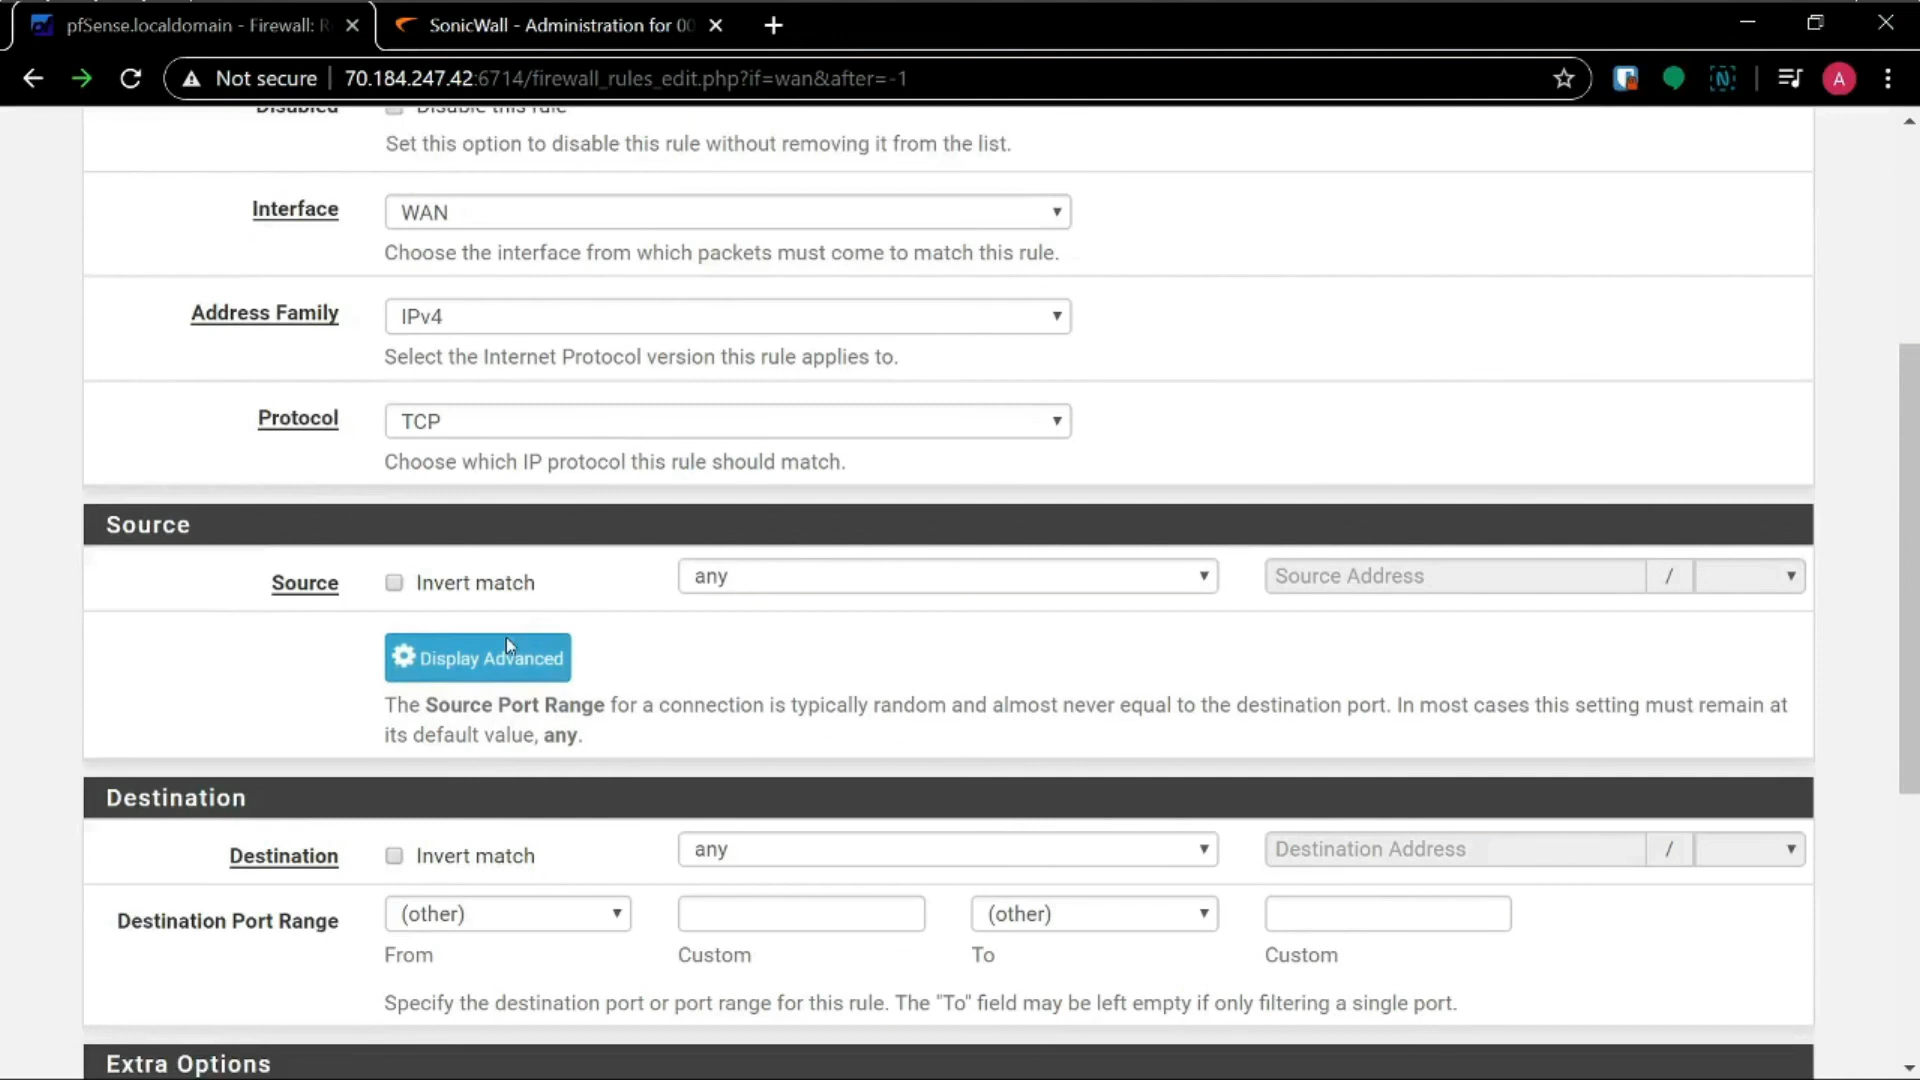 pfSense.localdomain - Firewall: R
SonicWall - Administration for 00
Not secure
70.184.247.42:6714/firewall_rules_edit.php?if=wan&after=-1
A
Disabled
Disable this rule
Set this option to disable this rule without removing it from the list.
Interface
WAN
Choose the interface from which packets must come to match this rule.
Address Family
IPv4
Select the Internet Protocol version this rule applies to.
Protocol
TCP
Choose which IP protocol this rule should match.
Source
Source
Invert match
any
Source Address
/
Display Advanced
The Source Port Range for a connection is typically random and almost never equal to the destination port. In most cases this setting must remain at
its default value, any.
Destination
Destination
Invert match
any
Destination Address
/
Destination Port Range
(other)
(other)
From
Custom
To
Custom
Specify the destination port or port range for this rule. The "To" field may be left empty if only filtering a single port.
Extra Options